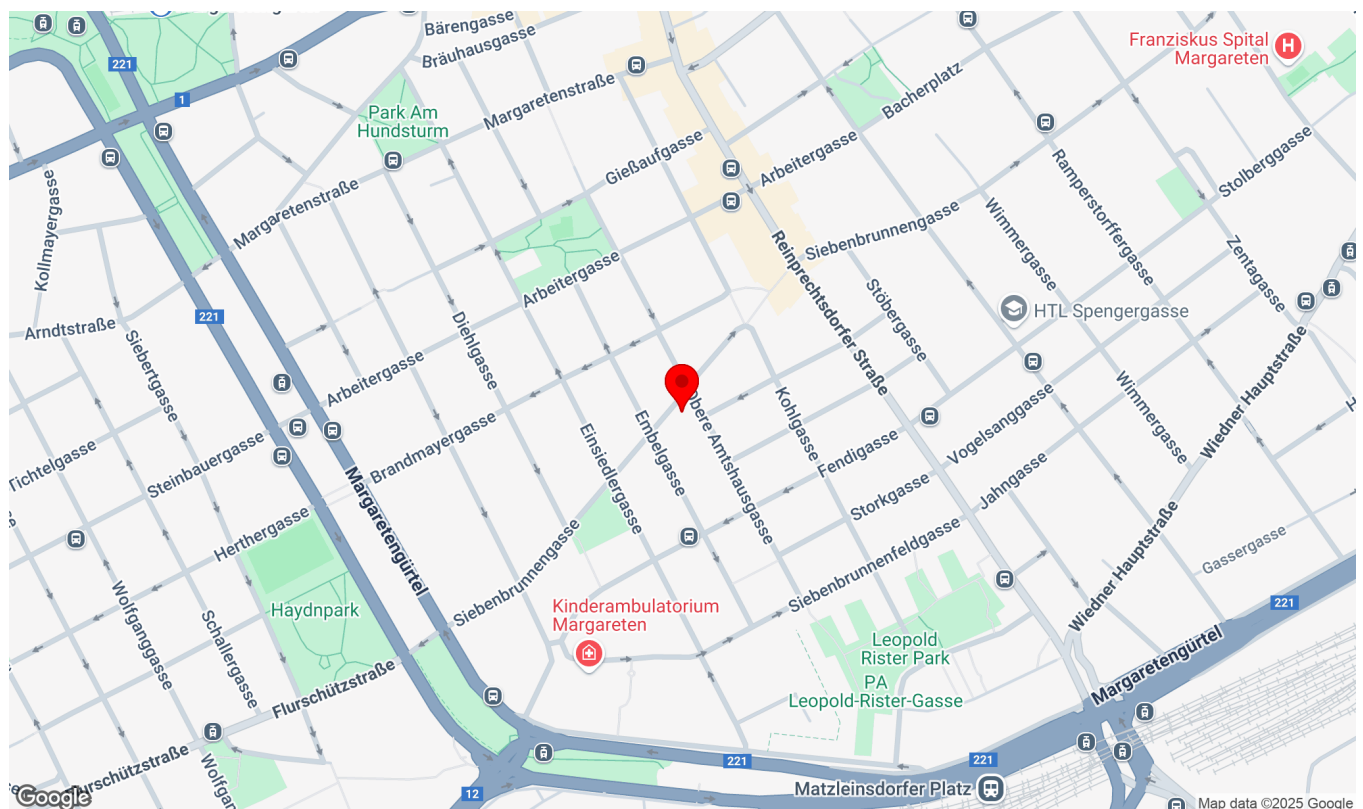 Bärengasse
Bräuhausgasse
Franziskus Spital
Margareten
H
221
1
Park Am
Hundsturm
Margaretenstraße
Bacherplatz
Gießaufgasse
Arbeitergasse
Stolberggasse
Kollmayergasse
Margaretenstraße
Ramperstorffergasse
Wimmergasse
Siebenbrunnengasse
Zentagasse
Reinprechtsdorfer Straße
Arbeitergasse
Stöbergasse
HTL Spengergasse
221
Arndtstraße
Siebertgasse
Diehlgasse
Arbeitergasse
Wiedner Hauptstraße
Wimmergasse
Kohlgasse
Obere Amtshausgasse
Embelgasse
Einsiedlergasse
Brandmayergasse
Steinbauergasse
Tichtelgasse
Fendigasse
Vogelsanggasse
Storkgasse
Jahngasse
Margaretengürtel
Herthergasse
Siebenbrunnenfeldgasse
Gassergasse
Wiedner Hauptstraße
Siebenbrunnengasse
Haydnpark
Wolfganggasse
Schallergasse
Kinderambulatorium
Margareten
221
Leopold
Rister Park
PA
Leopold-Rister-Gasse
Margaretengürtel
Flurschützstraße
Flurschützstraße
221
221
12
Matzleinsdorfer Platz
Google
Map data ©2025 Google